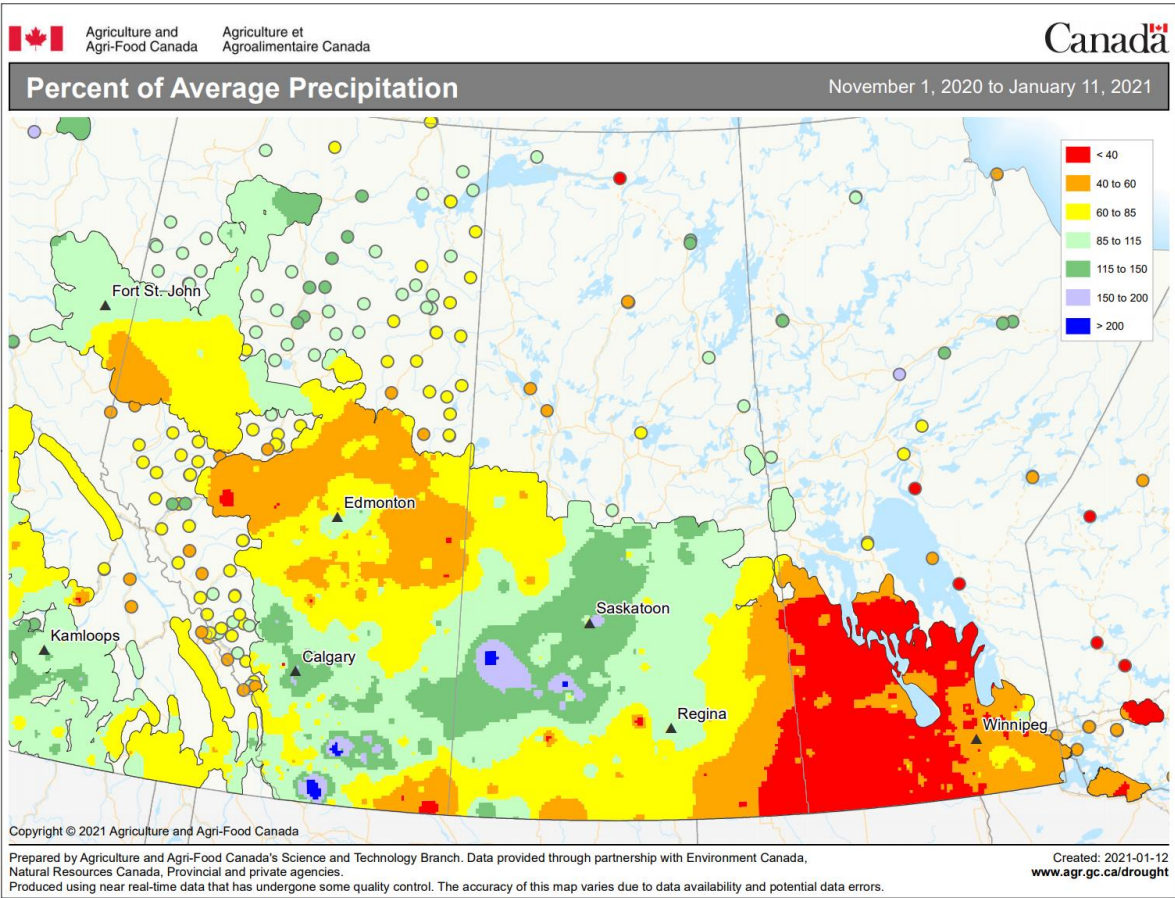 Agriculture and
Agri-Food Canada
Agriculture et
Agroalimentaire Canada
Canada
Percent of Average Precipitation
November 1, 2020 to January 11, 2021
< 40
40 to 60
60 to 85
85 to 115
115 to 150
150 to 200
> 200
Fort St. John
Edmonton
Saskatoon
Kamloops
Calgary
Regina
Winnipeg
Copyright © 2021 Agriculture and Agri-Food Canada
Prepared by Agriculture and Agri-Food Canada's Science and Technology Branch. Data provided through partnership with Environment Canada,
Natural Resources Canada, Provincial and private agencies.
Produced using near real-time data that has undergone some quality control. The accuracy of this map varies due to data availability and potential data errors.
Created: 2021-01-12
www.agr.gc.ca/drought